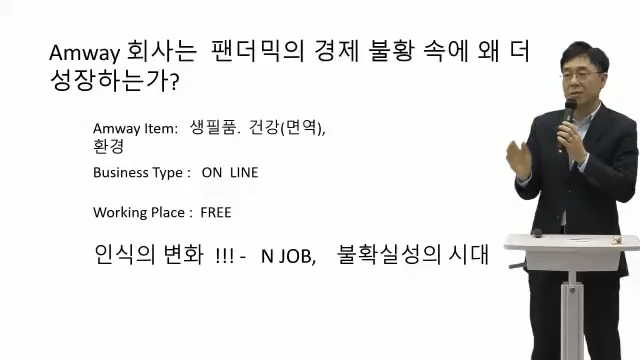 Amway 회사는 팬더믹의 경제 불황 속에 왜 더
성장하는가?
Amway Item: 생필품. 건강(면역),
환경
Business Type : ON LINE
Working Place : FREE
인식의 변화 !!! - N JOB, 불확실성의 시대